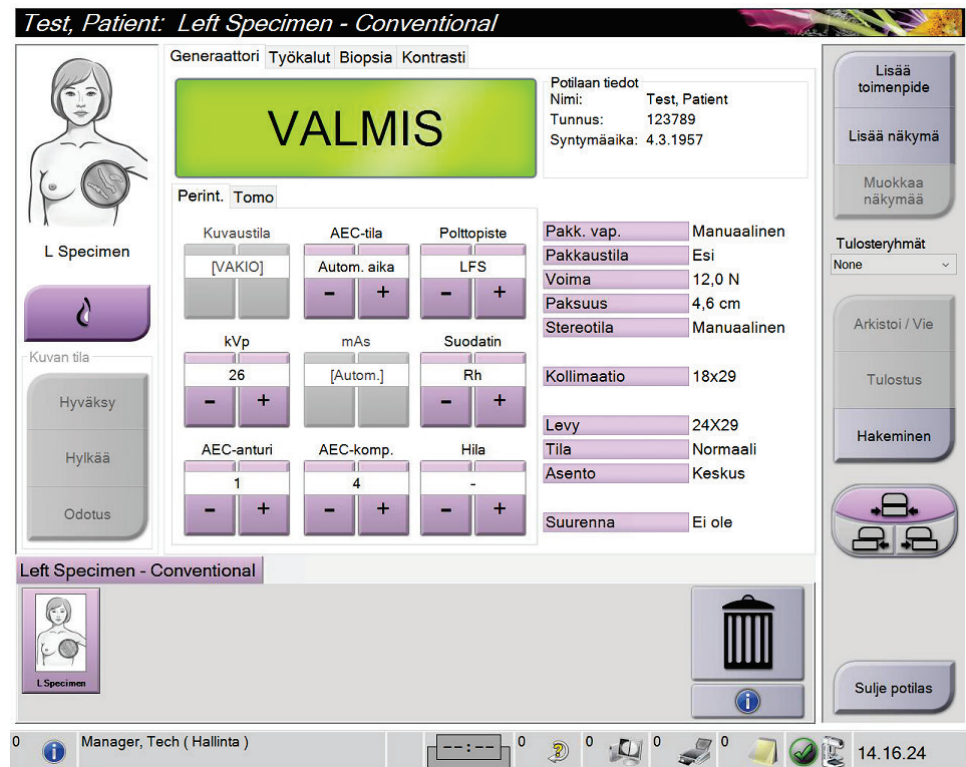 Test, Patient: Left Specimen - Conventional
L Specimen
Kuvan tila
Hyväksy
Hylkää
Odotus
Generaattori Työkalut Biopsia Kontrasti
VALMIS
Potilaan tiedot
Nimi: Test, Patient
Tunnus: 123789
Syntymäaika: 4.3.1957
Perint. Tomo
Kuvaustila AEC-tila Polttopiste
[VAKIO] Autom. aika LFS
- + - +
kVp mAs Suodatin
26 [Autom.] Rh
- + - +
AEC-anturi AEC-komp. Hila
1 4 -
- + - + - +
Pakk. vap. Manuaalinen
Pakkaustila Esi
Voima 12,0 N
Paksuus 4,6 cm
Stereotila Manuaalinen
Kollimaatio 18x29
Levy 24X29
Tila Normaali
Asento Keskus
Suurenna Ei ole
Lisää
toimenpide
Lisää näkymä
Muokkaa
näkymää
Tulosteryhmät
None
Arkistoi / Vie
Tulostus
Hakeminen
Sulje potilas
Left Specimen - Conventional
L Specimen
0 Manager, Tech ( Hallinta ) --:-- 0 0 0 0 14.16.24